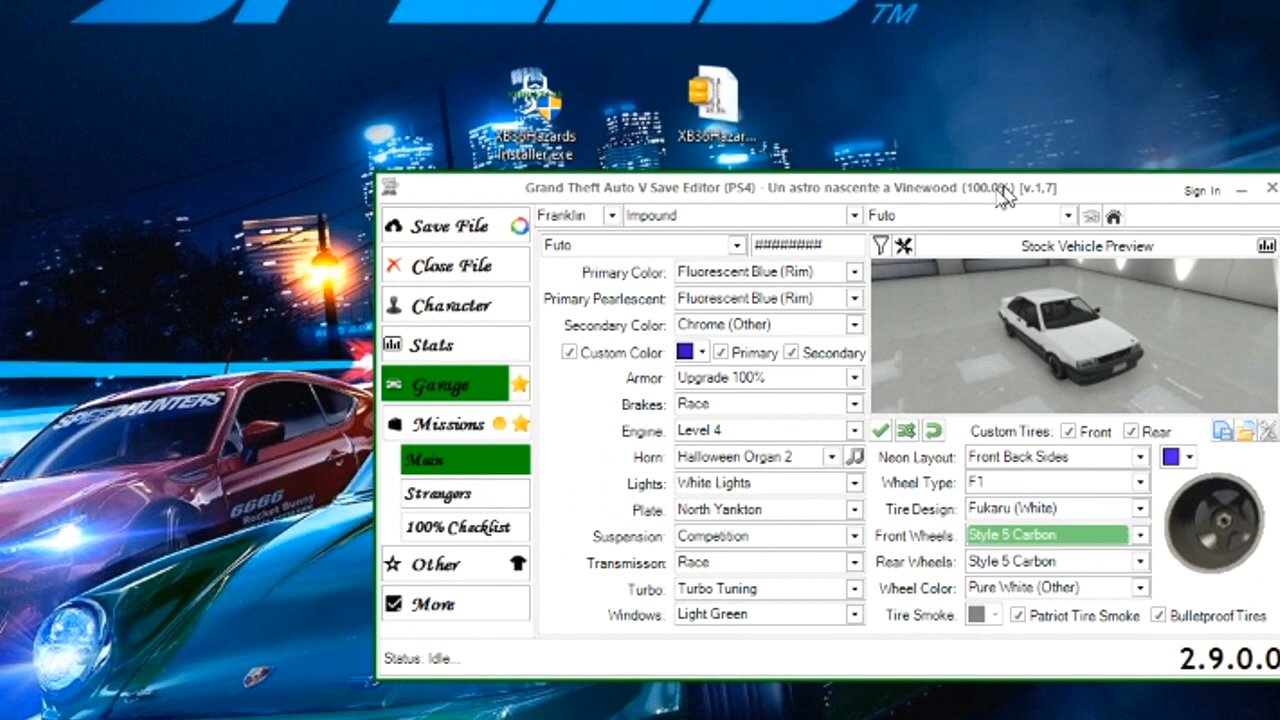 SPEED™
XB36Hazards
Installer.exe
XB36Hazar...
Grand Theft Auto V Save Editor (PS4) - Un astro nascente a Vinewood (100.0%) [v.1,7]
Sign In
Save File
Close File
Character
Stats
Garage
Missions
Main
Strangers
100% Checklist
Other
More
Franklin
Impound
Futo
Futo
########
Stock Vehicle Preview
Primary Color: Fluorescent Blue (Rim)
Primary Pearlescent: Fluorescent Blue (Rim)
Secondary Color: Chrome (Other)
Custom Color: Primary Secondary
Armor: Upgrade 100%
Brakes: Race
Engine: Level 4
Horn: Halloween Organ 2
Lights: White Lights
Plate: North Yankton
Suspension: Competition
Transmisson: Race
Turbo: Turbo Tuning
Windows: Light Green
Custom Tires: Front Rear
Neon Layout: Front Back Sides
Wheel Type: F1
Tire Design: Fukaru (White)
Front Wheels: Style 5 Carbon
Rear Wheels: Style 5 Carbon
Wheel Color: Pure White (Other)
Tire Smoke: Patriot Tire Smoke Bulletproof Tires
Status: Idle...
2.9.0.0
SPEEDHUNTERS
6666
Rocket Bunny